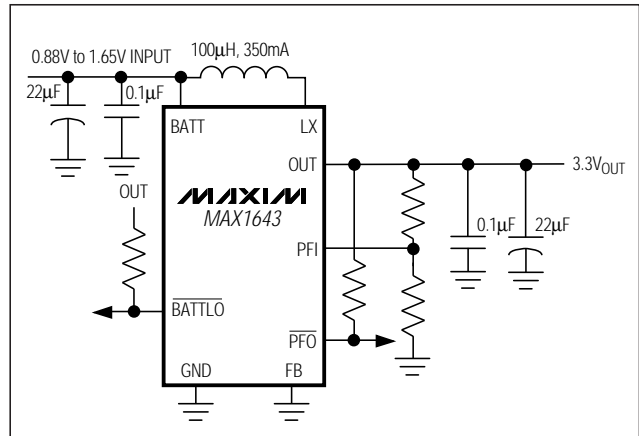 0.88V to 1.65V INPUT
100µH, 350mA
22µF
0.1µF
BATT
LX
OUT
3.3VOUT
OUT
MAXIM
MAX1643
PFI
0.1µF
22µF
BATTLO
PFO
GND
FB